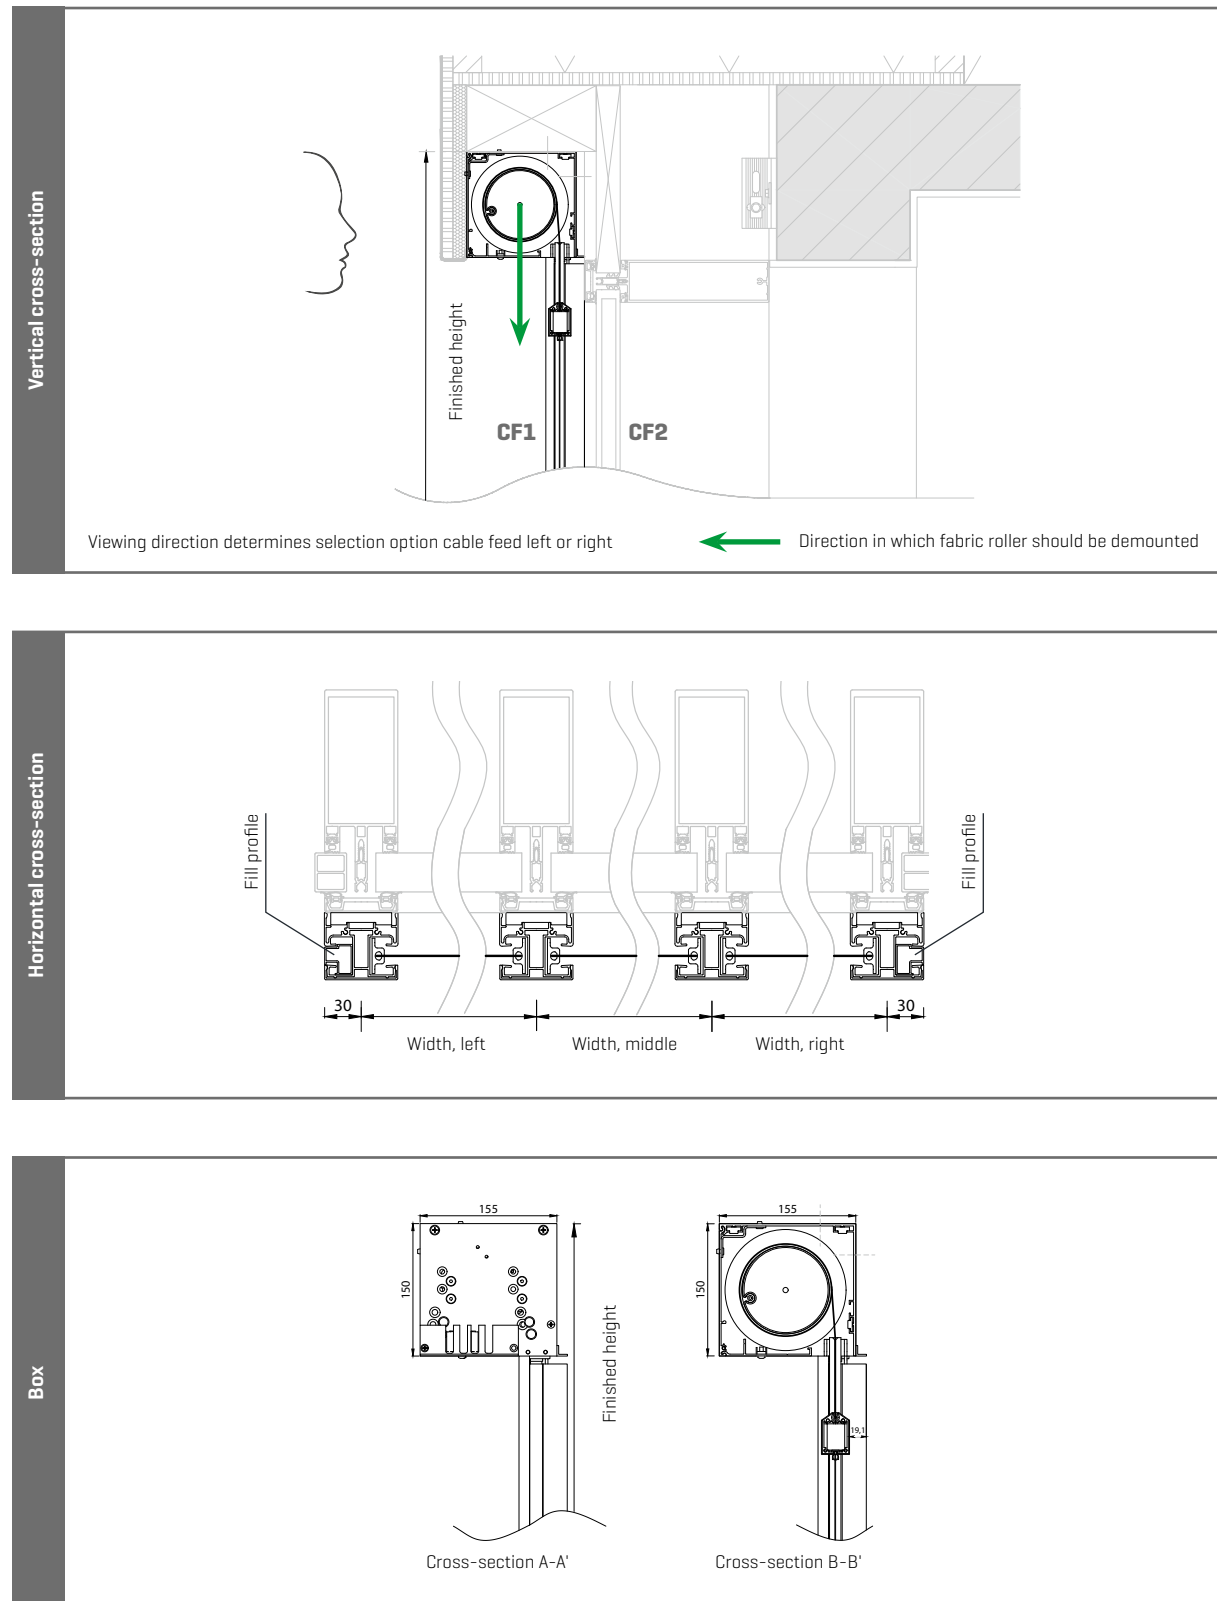 Vertical cross-section
Finished height
CF1
CF2
Viewing direction determines selection option cable feed left or right
Direction in which fabric roller should be demounted
Horizontal cross-section
Fill profile
Fill profile
30
30
Width, left
Width, middle
Width, right
Box
155
150
Finished height
Cross-section A-A'
155
150
19,1
Cross-section B-B'